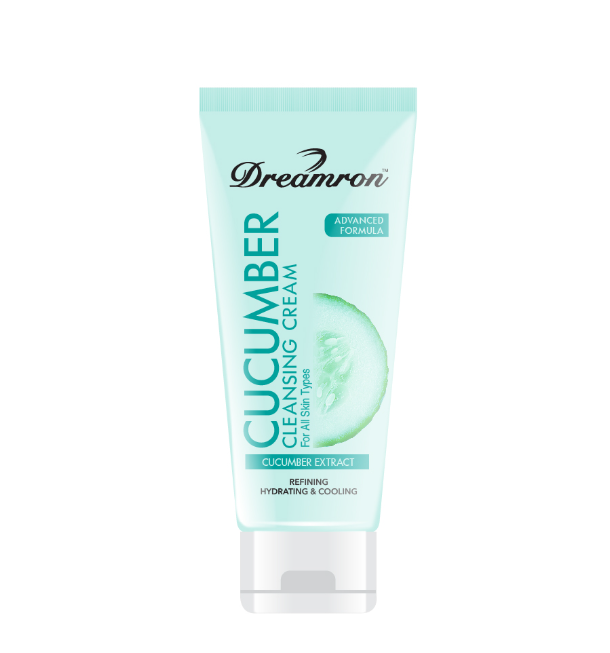 Dreamron™
ADVANCED
FORMULA
CUCUMBER
CLEANSING CREAM
For All Skin Types
CUCUMBER EXTRACT
REFINING
HYDRATING & COOLING